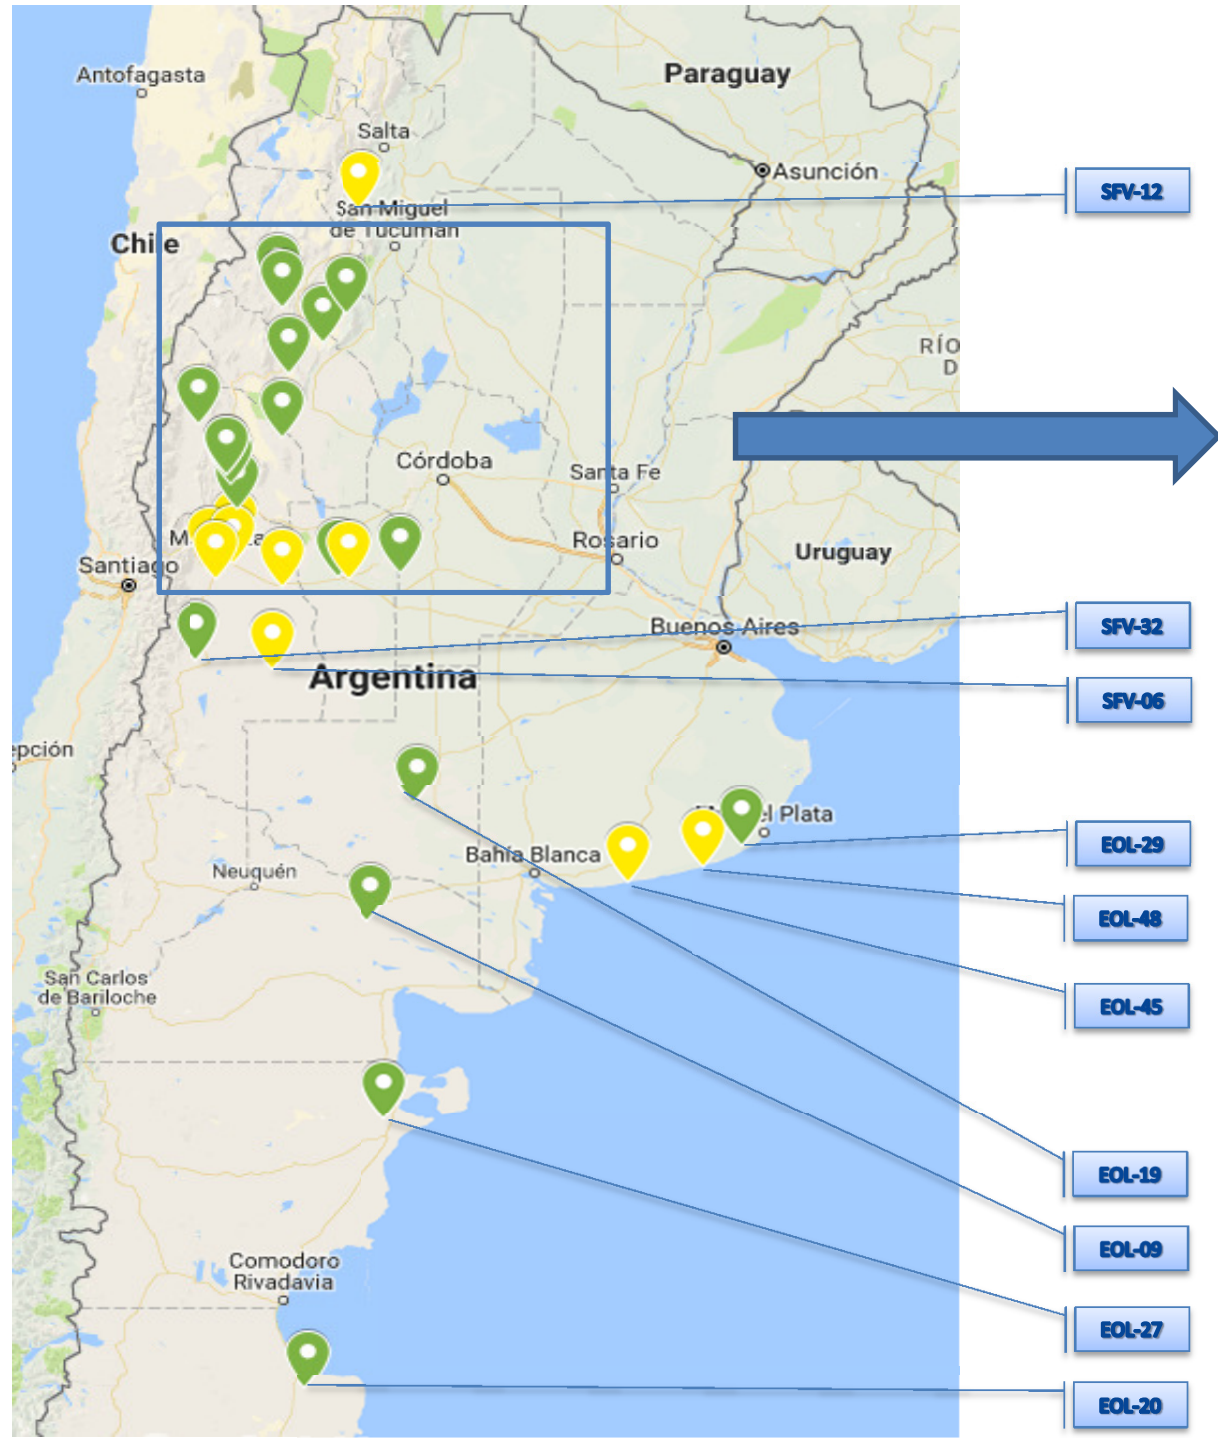 Antofagasta
Paraguay
Salta
Asunción
SFV-12
San Miguel
de Tucumán
Chile
RÍO
D
Córdoba
Santa Fe
Rosario
Uruguay
Santiago
Buenos Aires
SFV-32
Argentina
SFV-06
epción
Plata
EOL-29
Bahía Blanca
Neuquén
EOL-48
San Carlos
de Bariloche
EOL-45
EOL-19
EOL-09
Comodoro
Rivadavia
EOL-27
EOL-20